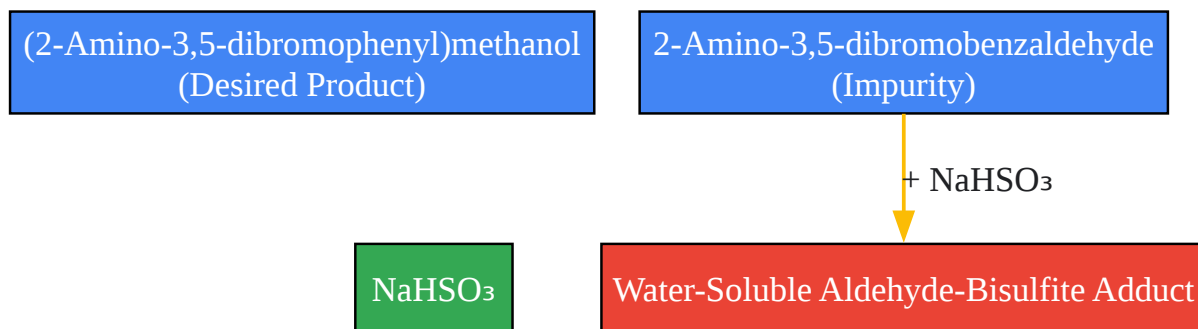 (2-Amino-3,5-dibromophenyl)methanol
(Desired Product)
2-Amino-3,5-dibromobenzaldehyde
(Impurity)
+ NaHSO₃
NaHSO₃
Water-Soluble Aldehyde-Bisulfite Adduct